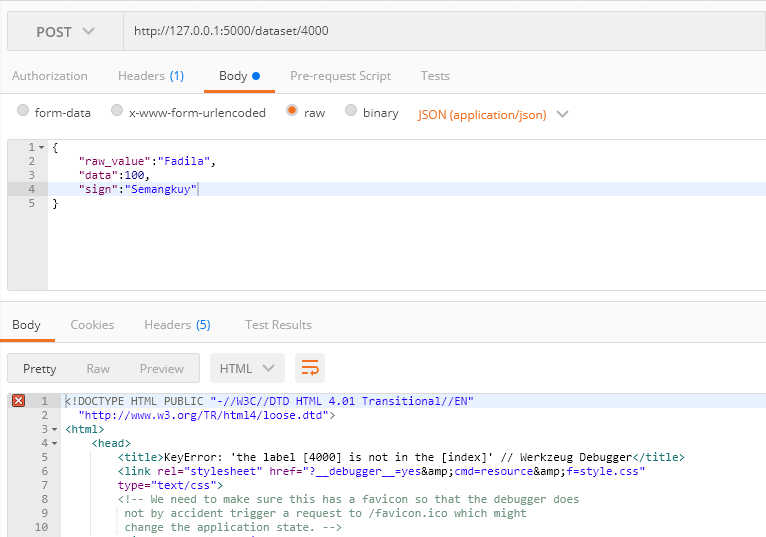 POST http://127.0.0.1:5000/dataset/4000
Authorization Headers (1) Body Pre-request Script Tests
form-data x-www-form-urlencoded raw binary JSON (application/json)
1 {
2 "raw_value":"Fadila",
3 "data":100,
4 "sign":"Semangkuy"
5 }
Body Cookies Headers (5) Test Results
Pretty Raw Preview HTML
1 <!DOCTYPE HTML PUBLIC "-//W3C//DTD HTML 4.01 Transitional//EN"
2 "http://www.w3.org/TR/html4/loose.dtd">
3 <html>
4 <head>
5 <title>KeyError: 'the label [4000] is not in the [index]' // Werkzeug Debugger</title>
6 <link rel="stylesheet" href="?__debugger__=yes&amp;cmd=resource&amp;f=style.css"
7 type="text/css">
8 <!-- We need to make sure this has a favicon so that the debugger does
9 not by accident trigger a request to /favicon.ico which might
10 change the application state. -->